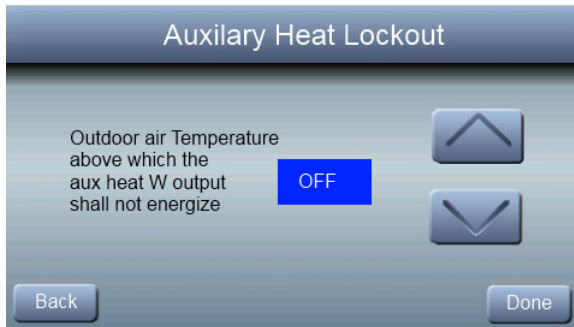 Auxilary Heat Lockout
Outdoor air Temperature
above which the
aux heat W output
shall not energize
OFF
Back
Done